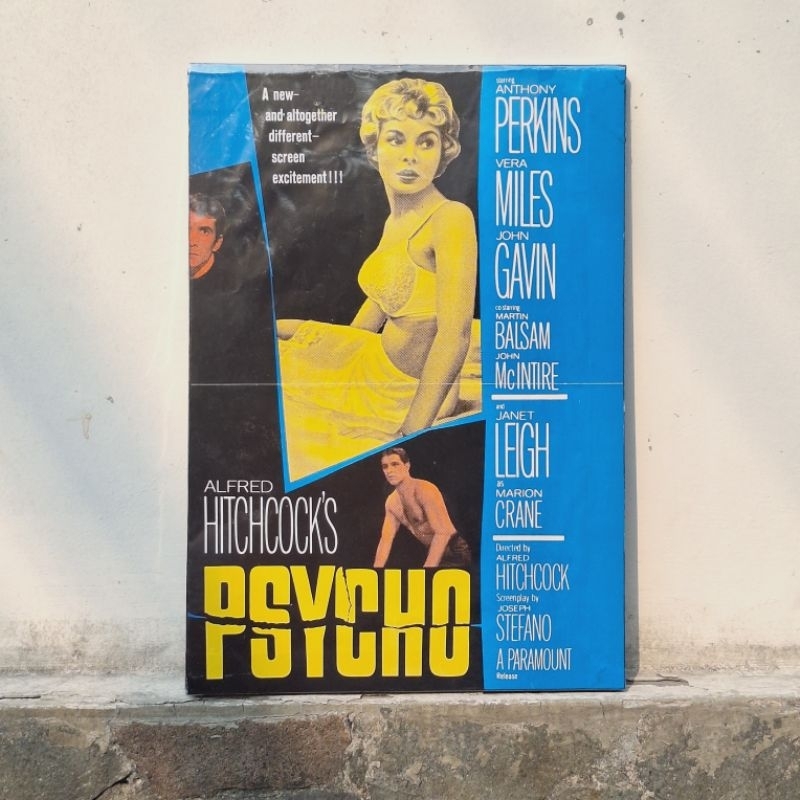 A new—
and altogether
different—
screen
excitement!!!
ALFRED
HITCHCOCK'S
PSYCHO
starring
ANTHONY
PERKINS
VERA
MILES
JOHN
GAVIN
co-starring
MARTIN
BALSAM
JOHN
McINTIRE
and
JANET
LEIGH
as
MARION
CRANE
Directed by
ALFRED
HITCHCOCK
Screenplay by
JOSEPH
STEFANO
A PARAMOUNT
Release